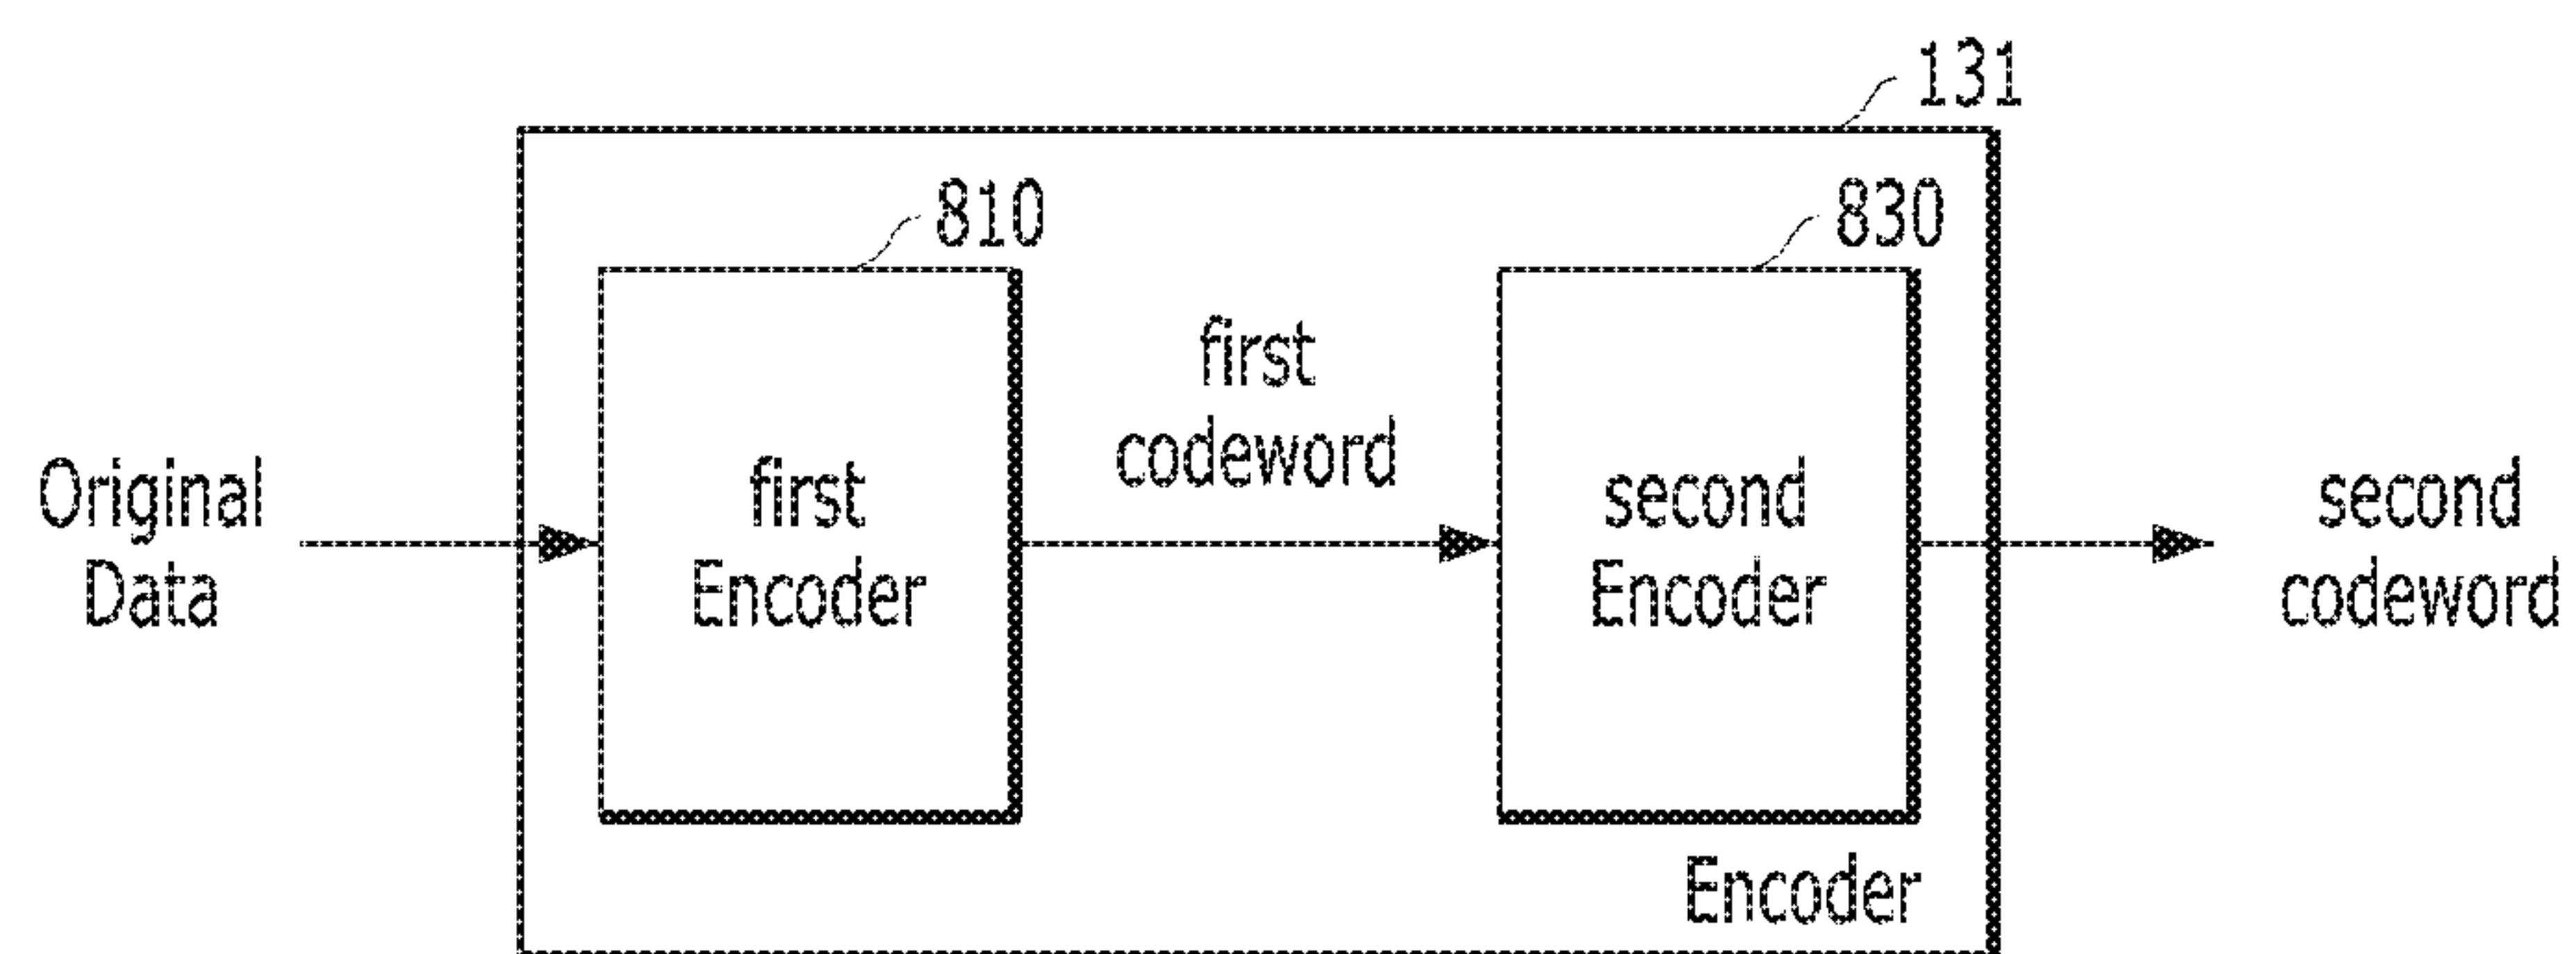 131
810
830
first
codeword
Original
Data
first
Encoder
second
Encoder
second
codeword
Encoder